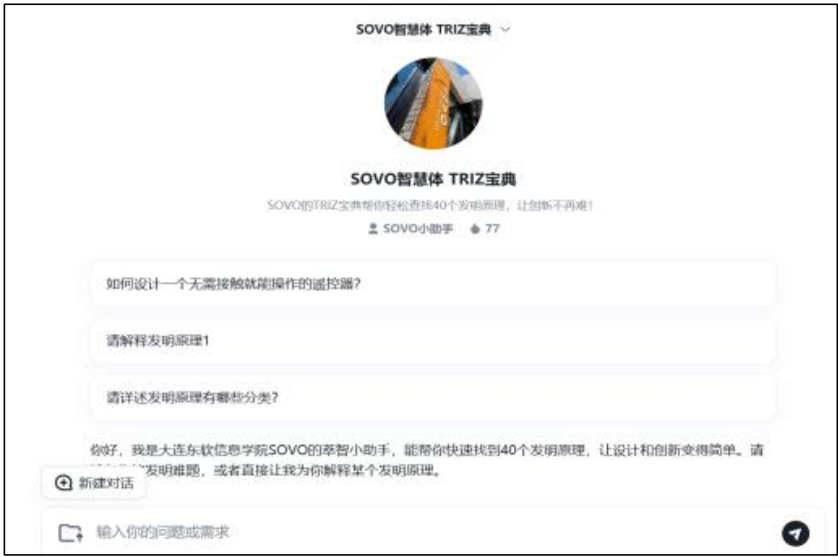 SOVO智慧体 TRIZ宝典
SOVO智慧体 TRIZ宝典
SOVO的TRIZ宝典帮你轻松查找40个发明原理，让创新不再难！
SOVO小助手 77
如何设计一个无需接触就能操作的遥控器？
请解释发明原理1
请详述发明原理有哪些分类？
你好，我是大连东软信息学院SOVO的萃智小助手，能帮你快速找到40个发明原理，让设计和创新变得简单。请
发明难题，或者直接让我为你解释某个发明原理。
新建对话
输入你的问题或需求